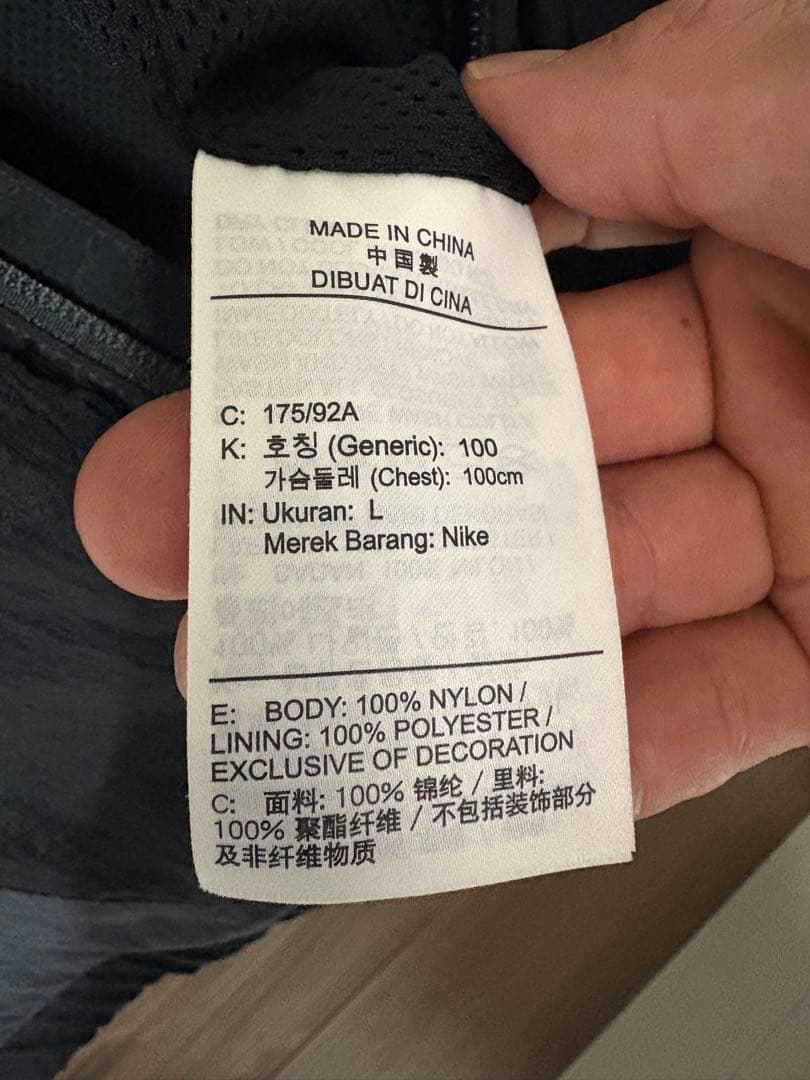 MADE IN CHINA
中国製
DIBUAT DI CINA
C: 175/92A
K: 호칭 (Generic): 100
가슴둘레 (Chest): 100cm
IN: Ukuran: L
Merek Barang: Nike
E: BODY: 100% NYLON /
LINING: 100% POLYESTER /
EXCLUSIVE OF DECORATION
C: 面料: 100% 锦纶 / 里料:
100% 聚酯纤维 / 不包括装饰部分
及非纤维物质